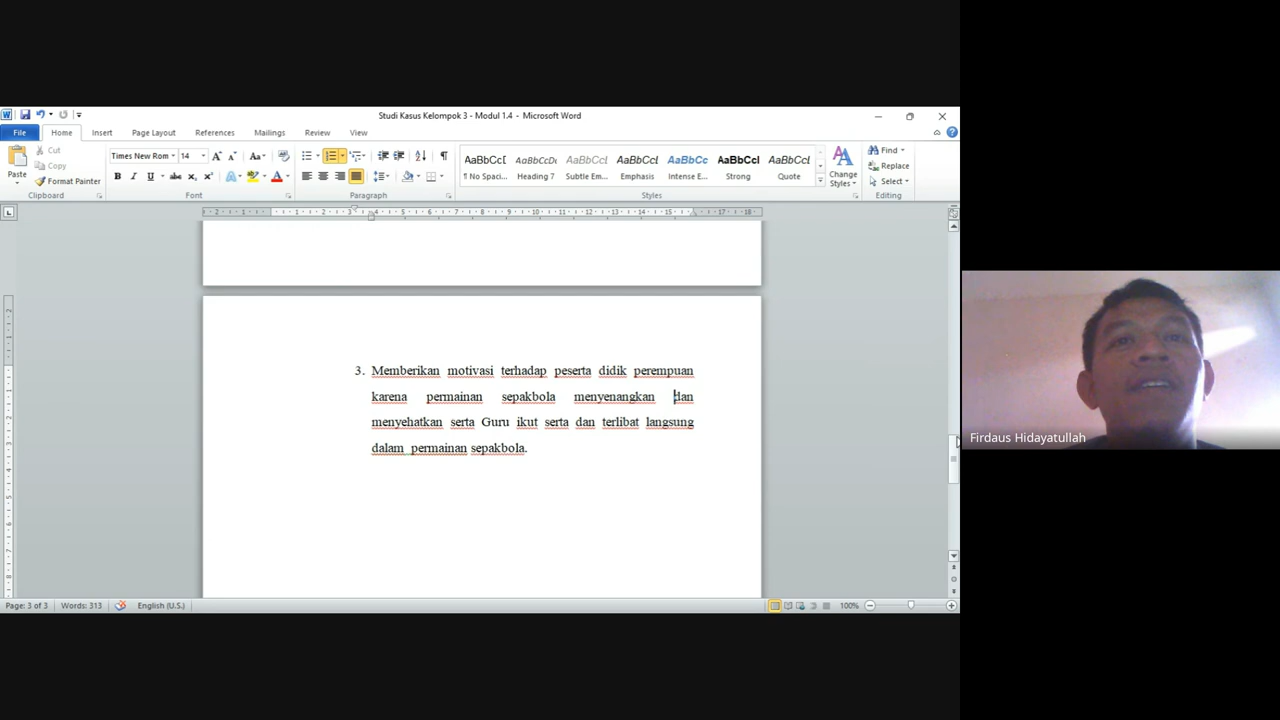 Studi Kasus Kelompok 3 - Modul 1.4 - Microsoft Word
File Home Insert Page Layout References Mailings Review View
Paste
Cut
Copy
Format Painter
Clipboard
Times New Rom 14
Font
Paragraph
AaBbCcI AaBbCcDc AaBbCcI AaBbCcI AaBbCc AaBbCcI AaBbCcI
¶ No Spaci... Heading 7 Subtle Em... Emphasis Intense E... Strong Quote
Change Styles
Styles
Find
Replace
Select
Editing
3. Memberikan motivasi terhadap peserta didik perempuan
karena permainan sepakbola menyenangkan dan
menyehatkan serta Guru ikut serta dan terlibat langsung
dalam permainan sepakbola.
Firdaus Hidayatullah
Page: 3 of 3 Words: 313 English (U.S.) 100%